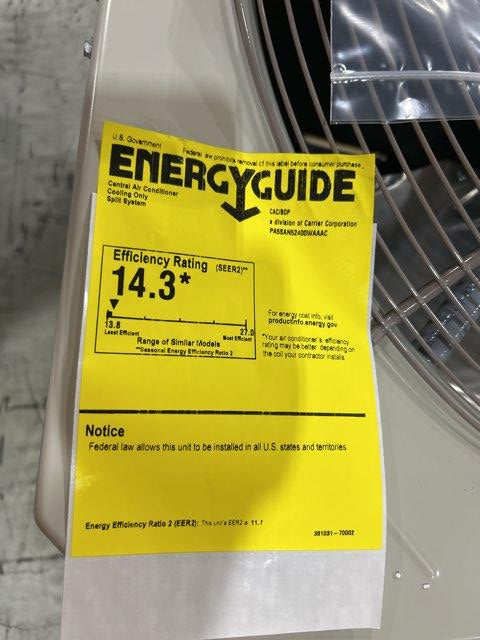 U.S. Government
Federal law prohibits removal of this label before consumer purchase.
ENERGYGUIDE
Central Air Conditioner
Cooling Only
Split System
CAC/BDP
a division of Carrier Corporation
PA5SAN52400WAAAC
Efficiency Rating (SEER2)**
14.3*
13.8
27.0
Least Efficient
Most Efficient
Range of Similar Models
**Seasonal Energy Efficiency Ratio 2
For energy cost info, visit
productinfo.energy.gov
*Your air conditioner's efficiency
rating may be better depending on
the coil your contractor installs.
Notice
Federal law allows this unit to be installed in all U.S. states and territories
Energy Efficiency Ratio 2 (EER2): This unit's EER2 is 11.7
381081-70002